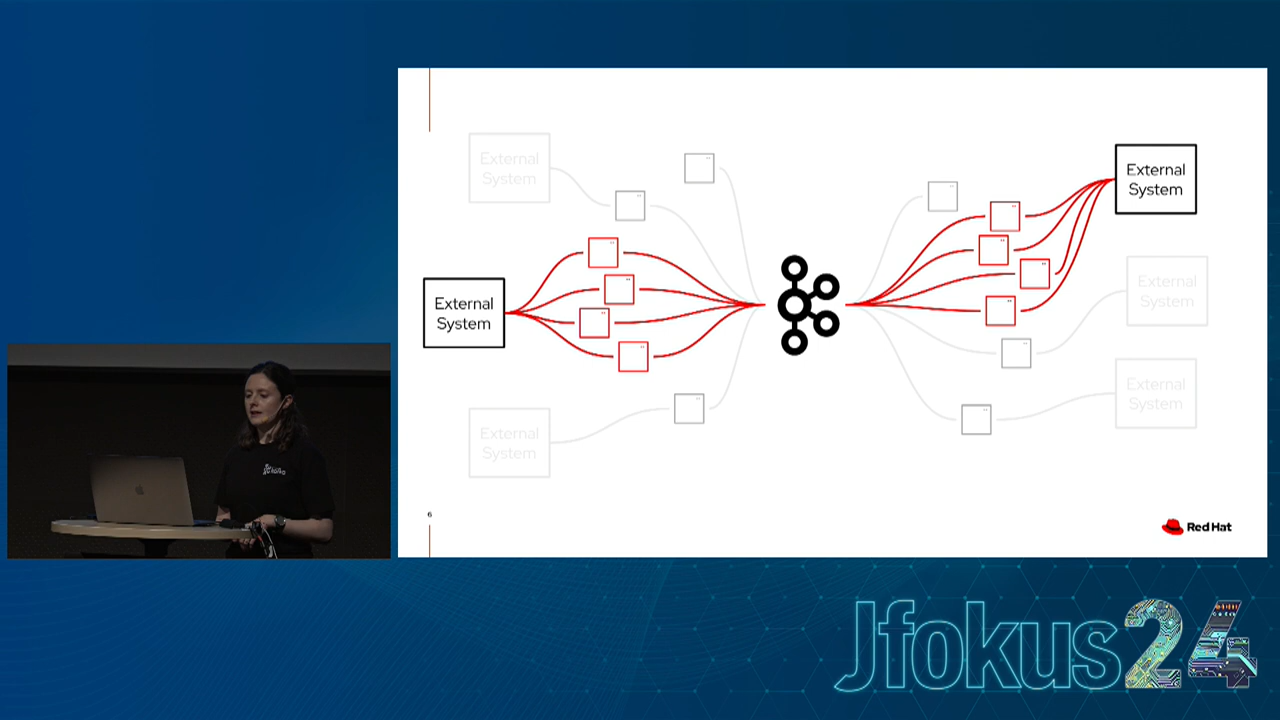 External
System
External
System
External
System
External
System
External
System
External
System
6
Red Hat
Jfokus24